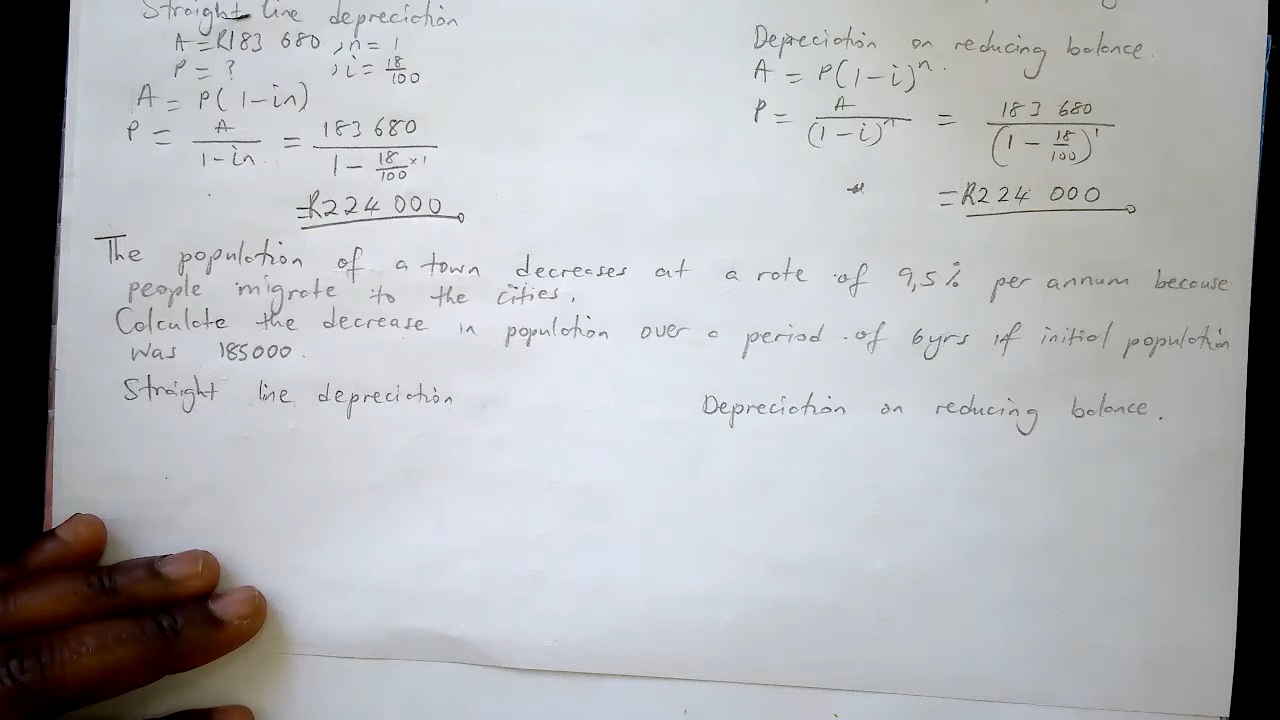 Straight line depreciation
A = R183 680 , n = 1
P = ? , i = 18/100
A = P(1 - in)
P = A/(1 - in) = 183 680/(1 - 18/100 × 1)
= R224 000
Depreciation on reducing balance.
A = P(1 - i)^n.
P = A/(1 - i)^n = 183 680/(1 - 18/100)^1
= R224 000
The population of a town decreases at a rate of 9,5% per annum because
people migrate to the cities.
Calculate the decrease in population over a period of 6yrs if initial population
was 185000.
Straight line depreciation
Depreciation on reducing balance.